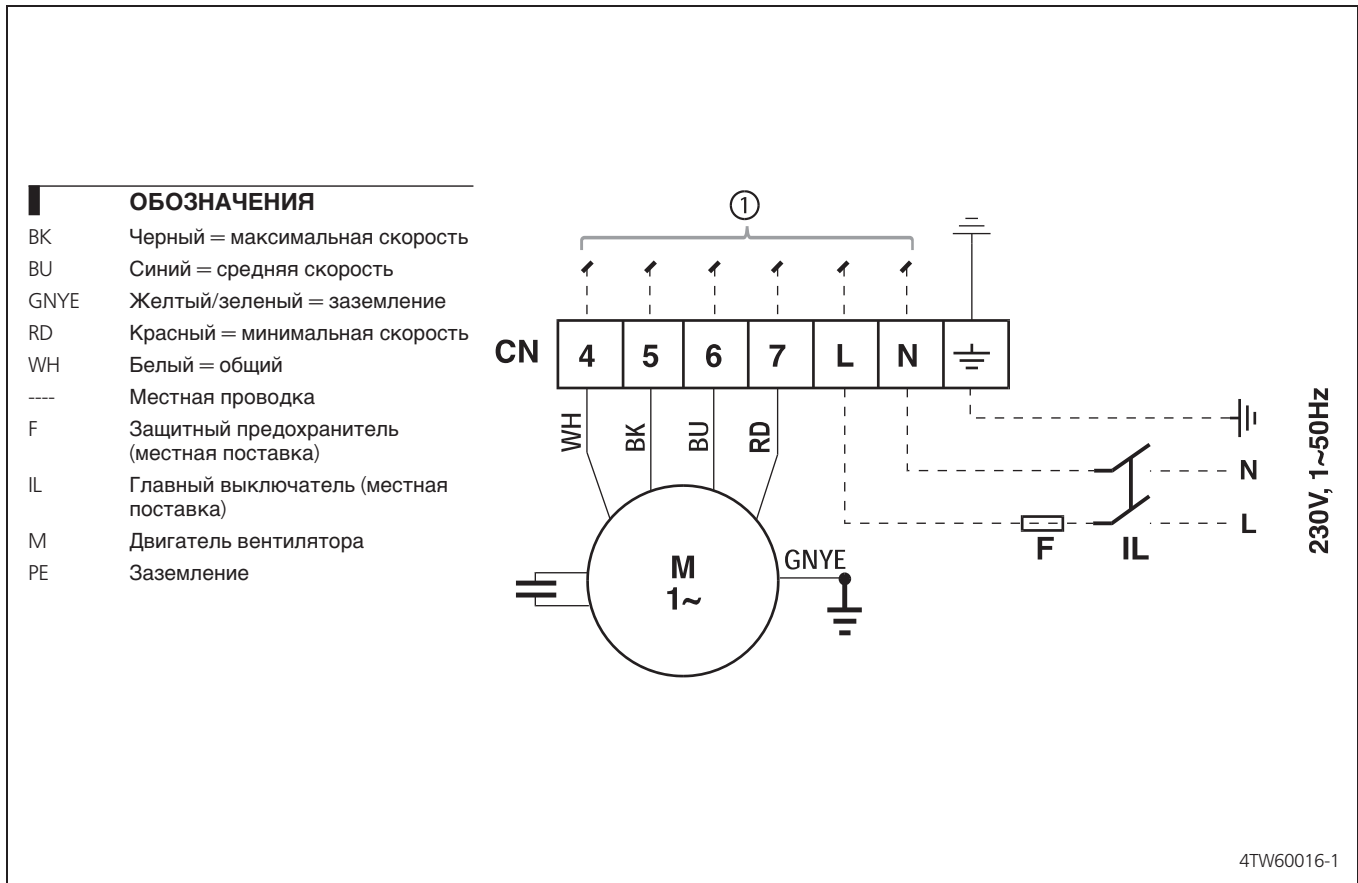 ОБОЗНАЧЕНИЯ
BK Черный = максимальная скорость
BU Синий = средняя скорость
GNYE Желтый/зеленый = заземление
RD Красный = минимальная скорость
WH Белый = общий
---- Местная проводка
F Защитный предохранитель
(местная поставка)
IL Главный выключатель (местная
поставка)
M Двигатель вентилятора
PE Заземление
①
CN 4 5 6 7 L N
WH BK BU RD
N
L
F IL
230V, 1~50Hz
M
1~
GNYE
4TW60016-1